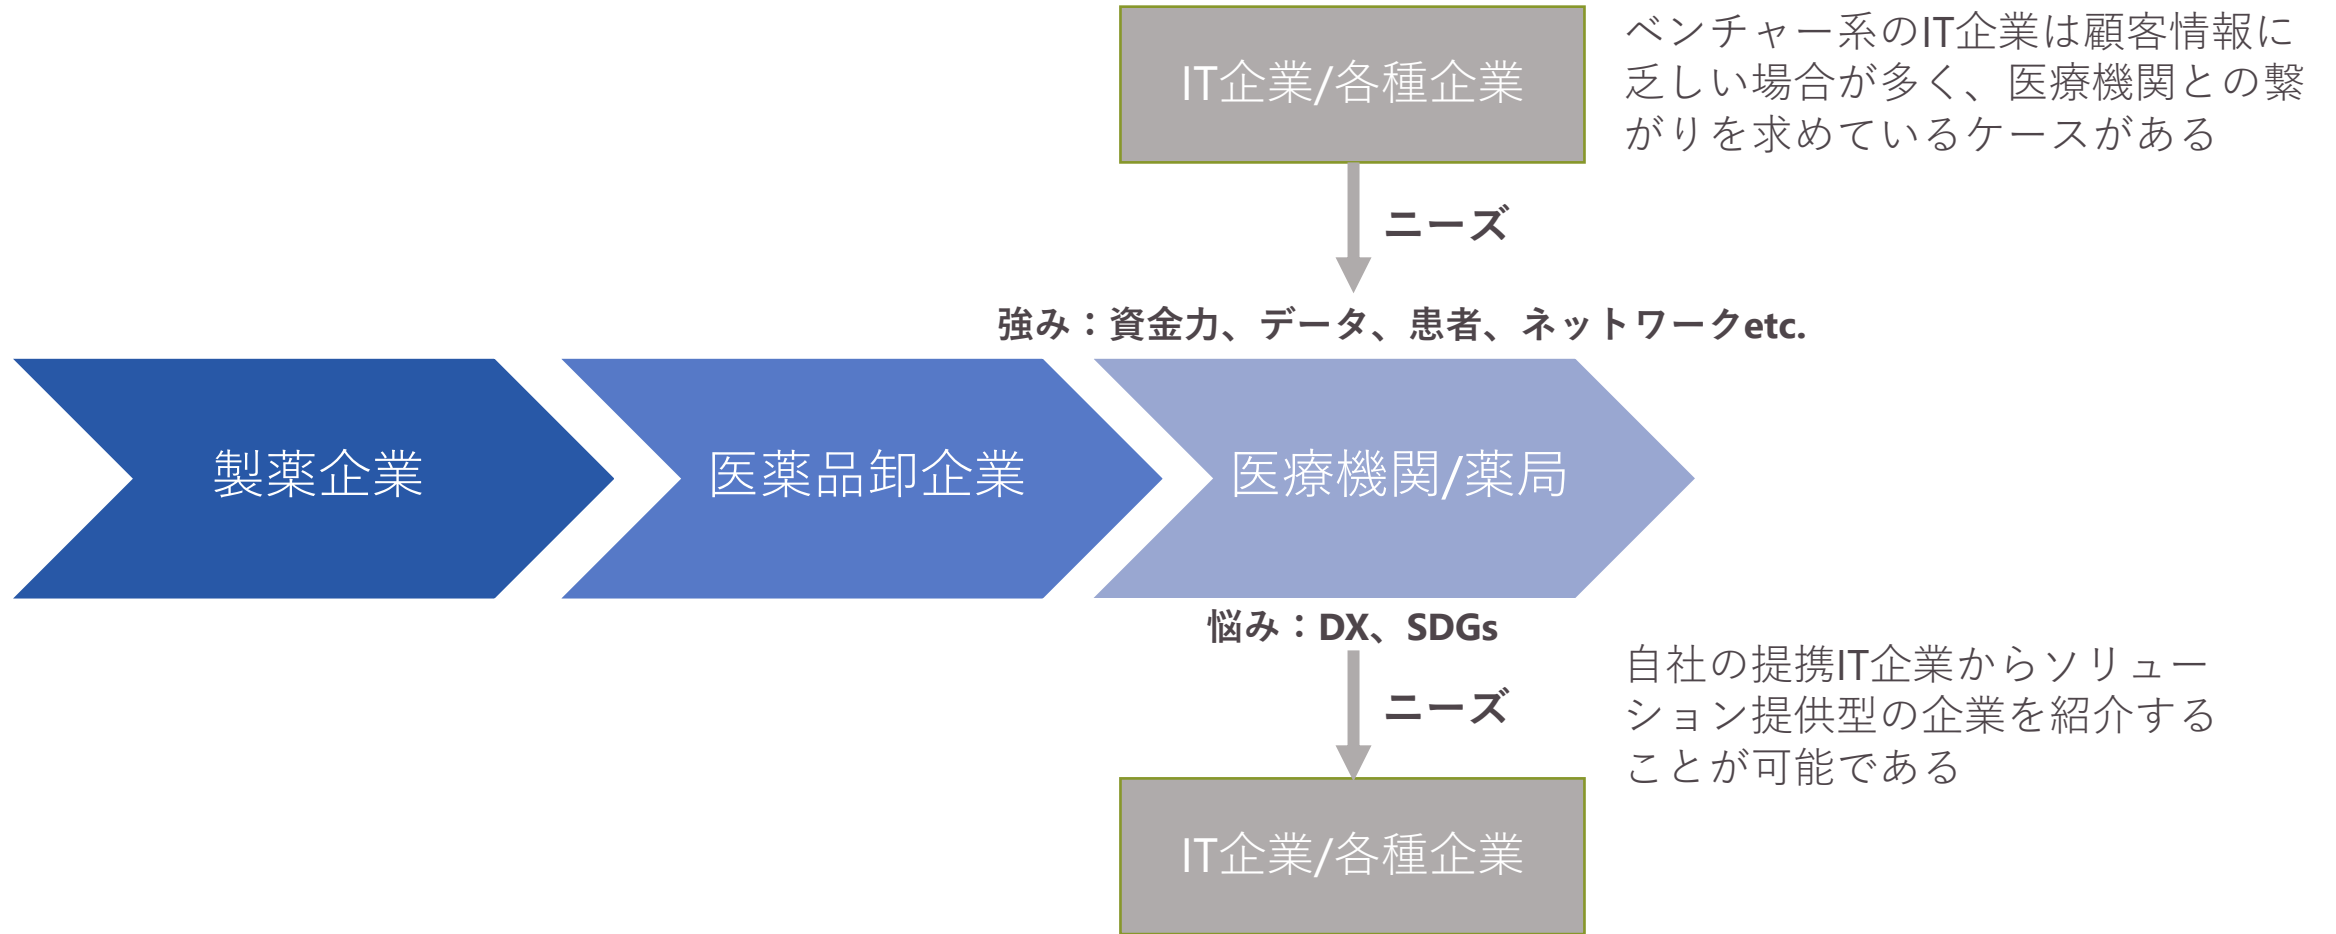 IT企業/各種企業
ベンチャー系のIT企業は顧客情報に
乏しい場合が多く、医療機関との繋
がりを求めているケースがある
ニーズ
強み：資金力、データ、患者、ネットワークetc.
製薬企業
医薬品卸企業
医療機関/薬局
悩み：DX、SDGs
ニーズ
自社の提携IT企業からソリュー
ション提供型の企業を紹介する
ことが可能である
IT企業/各種企業